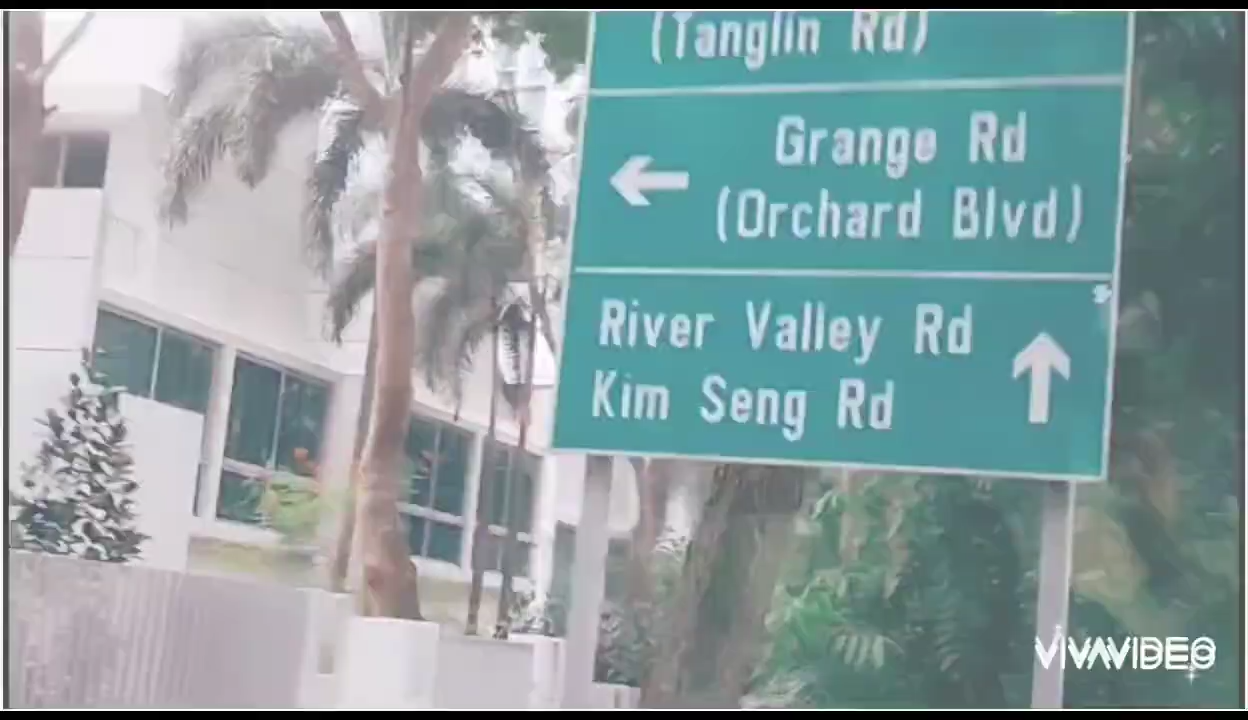 (Tanglin Rd)
Grange Rd
(Orchard Blvd)
River Valley Rd
Kim Seng Rd
VIVAVIDEO